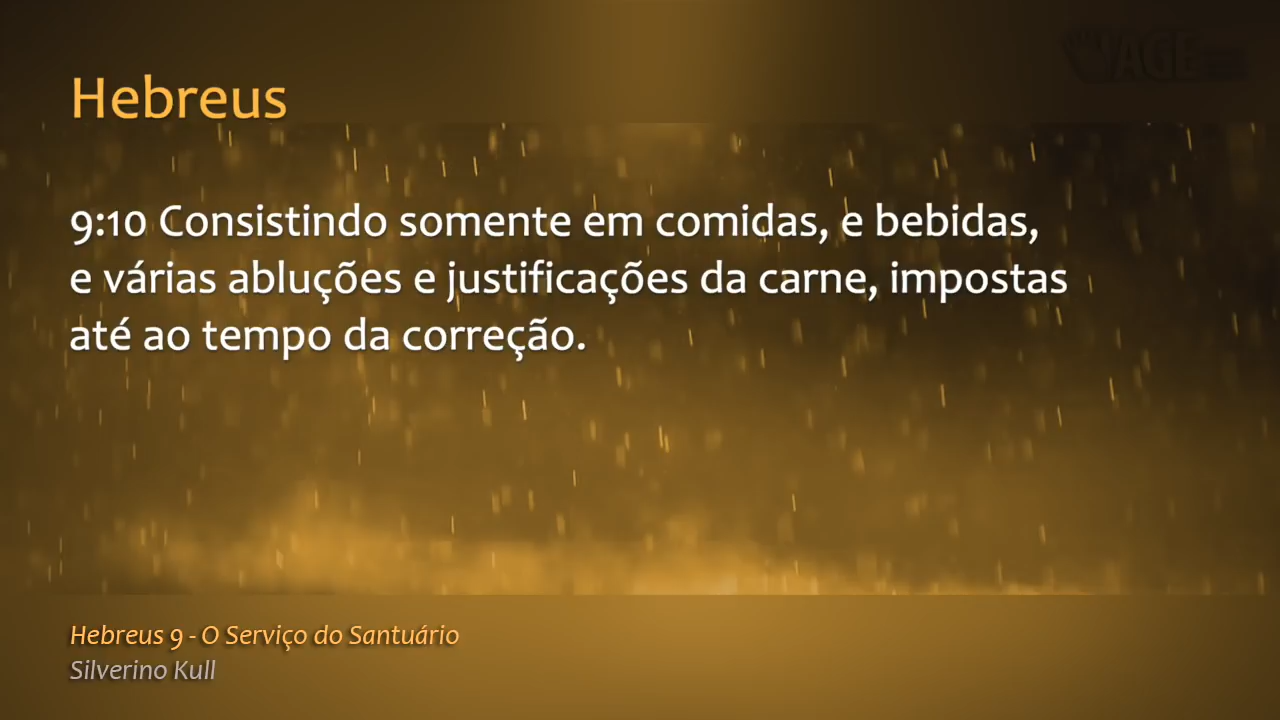 Hebreus
9:10 Consistindo somente em comidas, e bebidas,
e várias abluções e justificações da carne, impostas
até ao tempo da correção.
Hebreus 9 - O Serviço do Santuário
Silverino Kull